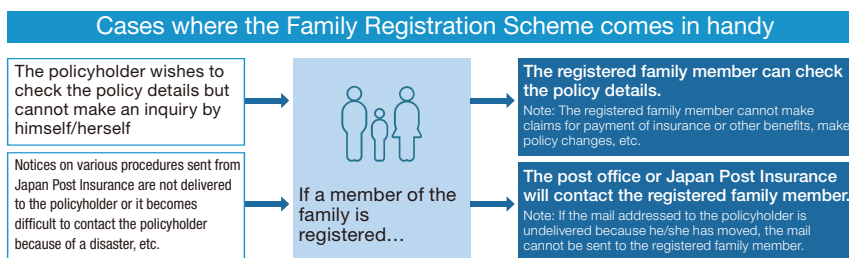 Cases where the Family Registration Scheme comes in handy
The policyholder wishes to
check the policy details but
cannot make an inquiry by
himself/herself
Notices on various procedures sent from
Japan Post Insurance are not delivered
to the policyholder or it becomes
difficult to contact the policyholder
because of a disaster, etc.
If a member of the
family is
registered…
The registered family member can check
the policy details.
Note: The registered family member cannot make
claims for payment of insurance or other benefits, make
policy changes, etc.
The post office or Japan Post Insurance
will contact the registered family member.
Note: If the mail addressed to the policyholder is
undelivered because he/she has moved, the mail
cannot be sent to the registered family member.